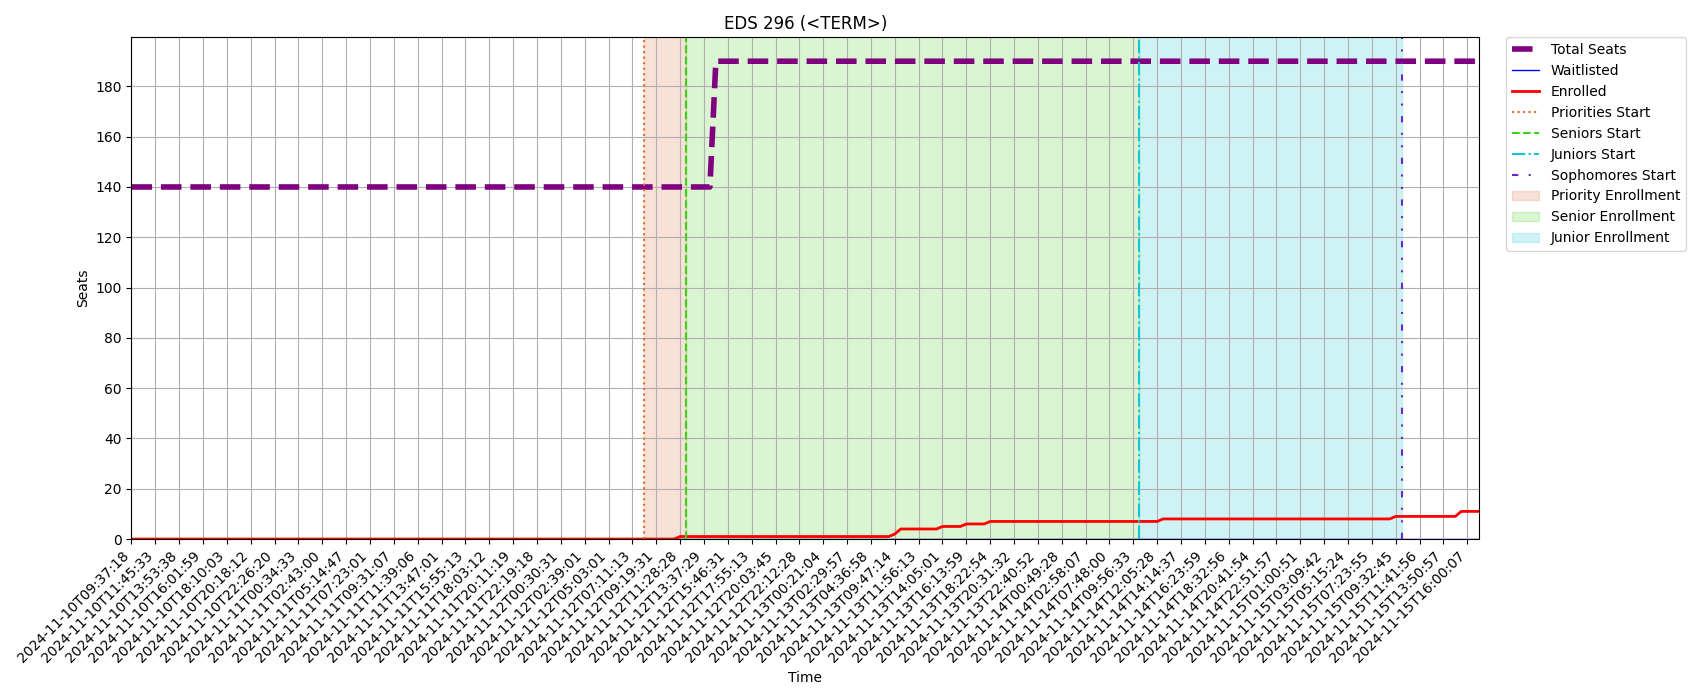 EDS 296 (<TERM>)
Total Seats
Waitlisted
Enrolled
Priorities Start
Seniors Start
Juniors Start
Sophomores Start
Priority Enrollment
Senior Enrollment
Junior Enrollment
Seats
180
160
140
120
100
80
60
40
20
0
2024-11-10T09:37:18
2024-11-10T11:45:33
2024-11-10T13:53:38
2024-11-10T16:01:59
2024-11-10T18:10:03
2024-11-10T20:18:12
2024-11-10T22:26:20
2024-11-11T00:34:33
2024-11-11T02:43:00
2024-11-11T05:14:47
2024-11-11T07:23:01
2024-11-11T09:31:07
2024-11-11T11:39:06
2024-11-11T13:47:01
2024-11-11T15:55:13
2024-11-11T18:03:12
2024-11-11T20:11:19
2024-11-11T22:19:18
2024-11-12T00:30:31
2024-11-12T02:39:01
2024-11-12T05:03:01
2024-11-12T07:11:13
2024-11-12T09:19:31
2024-11-12T11:28:28
2024-11-12T13:37:29
2024-11-12T15:46:31
2024-11-12T17:55:13
2024-11-12T20:03:45
2024-11-12T22:12:28
2024-11-13T00:21:04
2024-11-13T02:29:57
2024-11-13T04:36:58
2024-11-13T09:47:14
2024-11-13T11:56:13
2024-11-13T14:05:01
2024-11-13T16:13:59
2024-11-13T18:22:54
2024-11-13T20:31:32
2024-11-13T22:40:52
2024-11-14T00:49:28
2024-11-14T02:58:07
2024-11-14T07:48:00
2024-11-14T09:56:33
2024-11-14T12:05:28
2024-11-14T14:14:37
2024-11-14T16:23:59
2024-11-14T18:32:56
2024-11-14T20:41:54
2024-11-14T22:51:57
2024-11-15T01:00:51
2024-11-15T03:09:42
2024-11-15T05:15:24
2024-11-15T07:23:55
2024-11-15T09:32:45
2024-11-15T11:41:56
2024-11-15T13:50:57
2024-11-15T16:00:07
Time